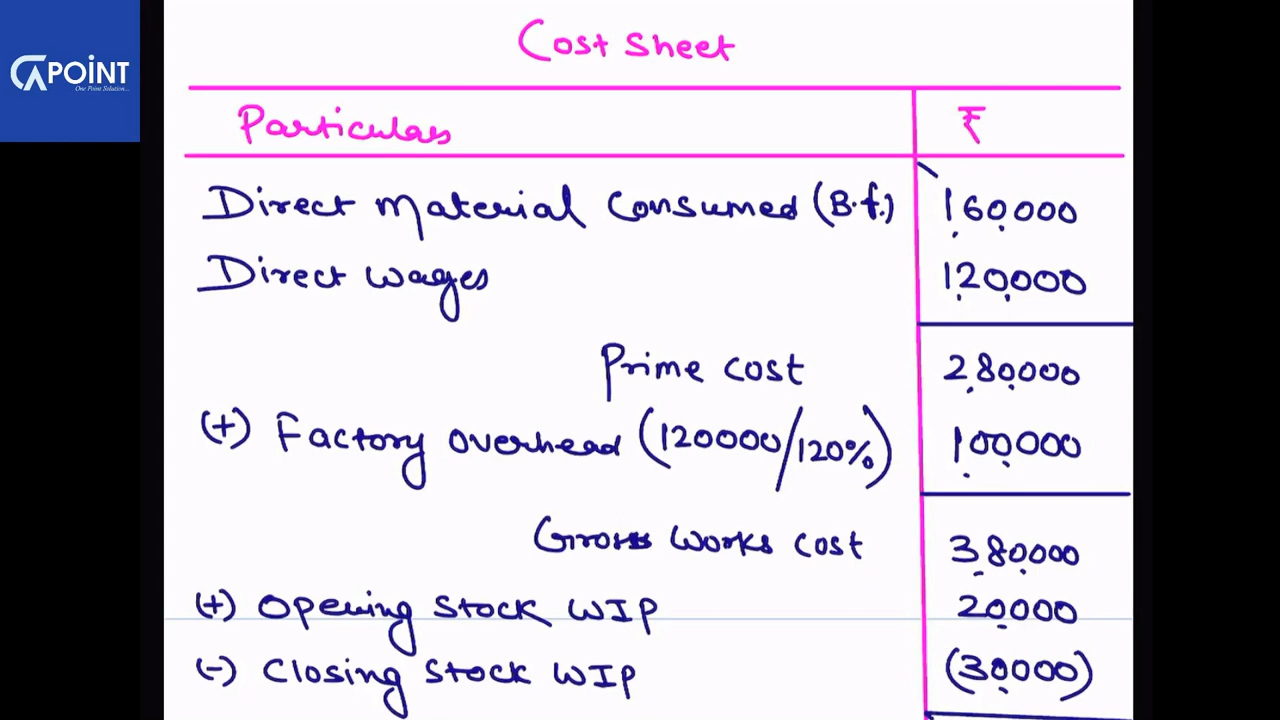 CAPOINT
One Point Solution...
Cost Sheet
Particulars ₹
Direct Material Consumed (B.f.) 1,60,000
Direct wages 1,20,000
Prime cost 2,80,000
(+) Factory overhead (120000/120%) 1,00,000
Gross works cost 3,80,000
(+) Opening Stock WIP 20,000
(-) Closing Stock WIP (30,000)